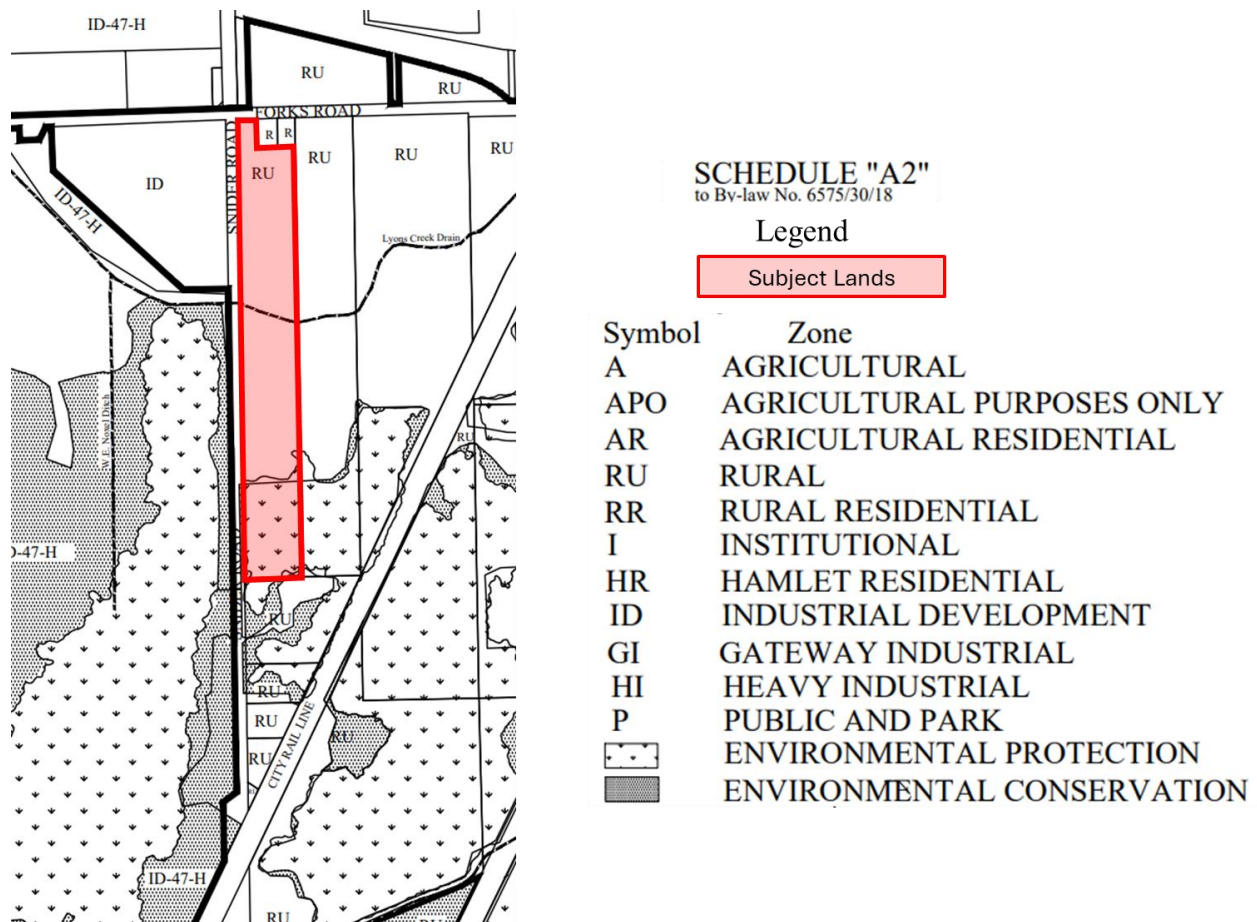 ID-47-H
RU
RU
FORKS ROAD
R
R
RU
RU
RU
RU
SNIDER ROAD
ID
ID-47-H
Lyons Creek Drain
W.E. Nogel Ditch
RU
-47-H
RU
RU
RU
RU
RU
CITY RAIL LINE
ID-47-H
RU
RU
SCHEDULE "A2"
to By-law No. 6575/30/18
Legend
Subject Lands
Symbol Zone
A AGRICULTURAL
APO AGRICULTURAL PURPOSES ONLY
AR AGRICULTURAL RESIDENTIAL
RU RURAL
RR RURAL RESIDENTIAL
I INSTITUTIONAL
HR HAMLET RESIDENTIAL
ID INDUSTRIAL DEVELOPMENT
GI GATEWAY INDUSTRIAL
HI HEAVY INDUSTRIAL
P PUBLIC AND PARK
ENVIRONMENTAL PROTECTION
ENVIRONMENTAL CONSERVATION